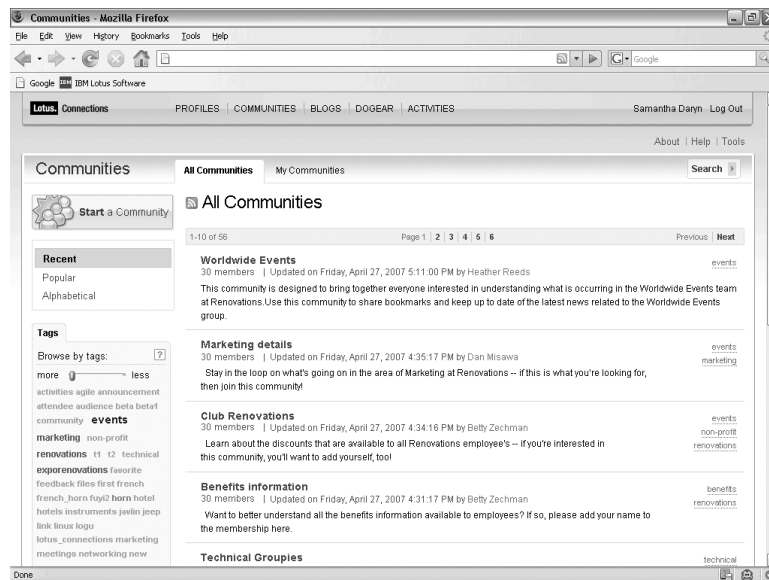 Communities - Mozilla Firefox
File Edit View History Bookmarks Tools Help
G Google
Google IBM IBM Lotus Software
Lotus. Connections PROFILES COMMUNITIES BLOGS DOGEAR ACTIVITIES Samantha Daryn Log Out
About | Help | Tools
Communities All Communities My Communities Search
Start a Community
All Communities
1-10 of 56 Page 1 | 2 | 3 | 4 | 5 | 6 Previous | Next
Recent
Popular
Alphabetical
Worldwide Events events
30 members | Updated on Friday, April 27, 2007 5:11:00 PM by Heather Reeds
This community is designed to bring together everyone interested in understanding what is occurring in the Worldwide Events team
at Renovations.Use this community to share bookmarks and keep up to date of the latest news related to the Worldwide Events
group.
Marketing details events
30 members | Updated on Friday, April 27, 2007 4:35:17 PM by Dan Misawa marketing
Stay in the loop on what's going on in the area of Marketing at Renovations -- if this is what you're looking for,
then join this community!
Club Renovations events
30 members | Updated on Friday, April 27, 2007 4:34:16 PM by Betty Zechman non-profit
Learn about the discounts that are available to all Renovations employee's -- if you're interested in renovations
this community, you'll want to add yourself, too!
Benefits information benefits
30 members | Updated on Friday, April 27, 2007 4:31:17 PM by Betty Zechman renovations
Want to better understand all the benefits information available to employees? If so, please add your name to
the membership here.
Technical Groupies technical
Tags
Browse by tags: ?
more less
activities agile announcement
attendee audience beta beta1
community events
marketing non-profit
renovations t1 t2 technical
exporenovations favorite
feedback files first french
french_horn fuyi2 horn hotel
hotels instruments javlin jeep
link linux logu
lotus_connections marketing
meetings networking new
Done